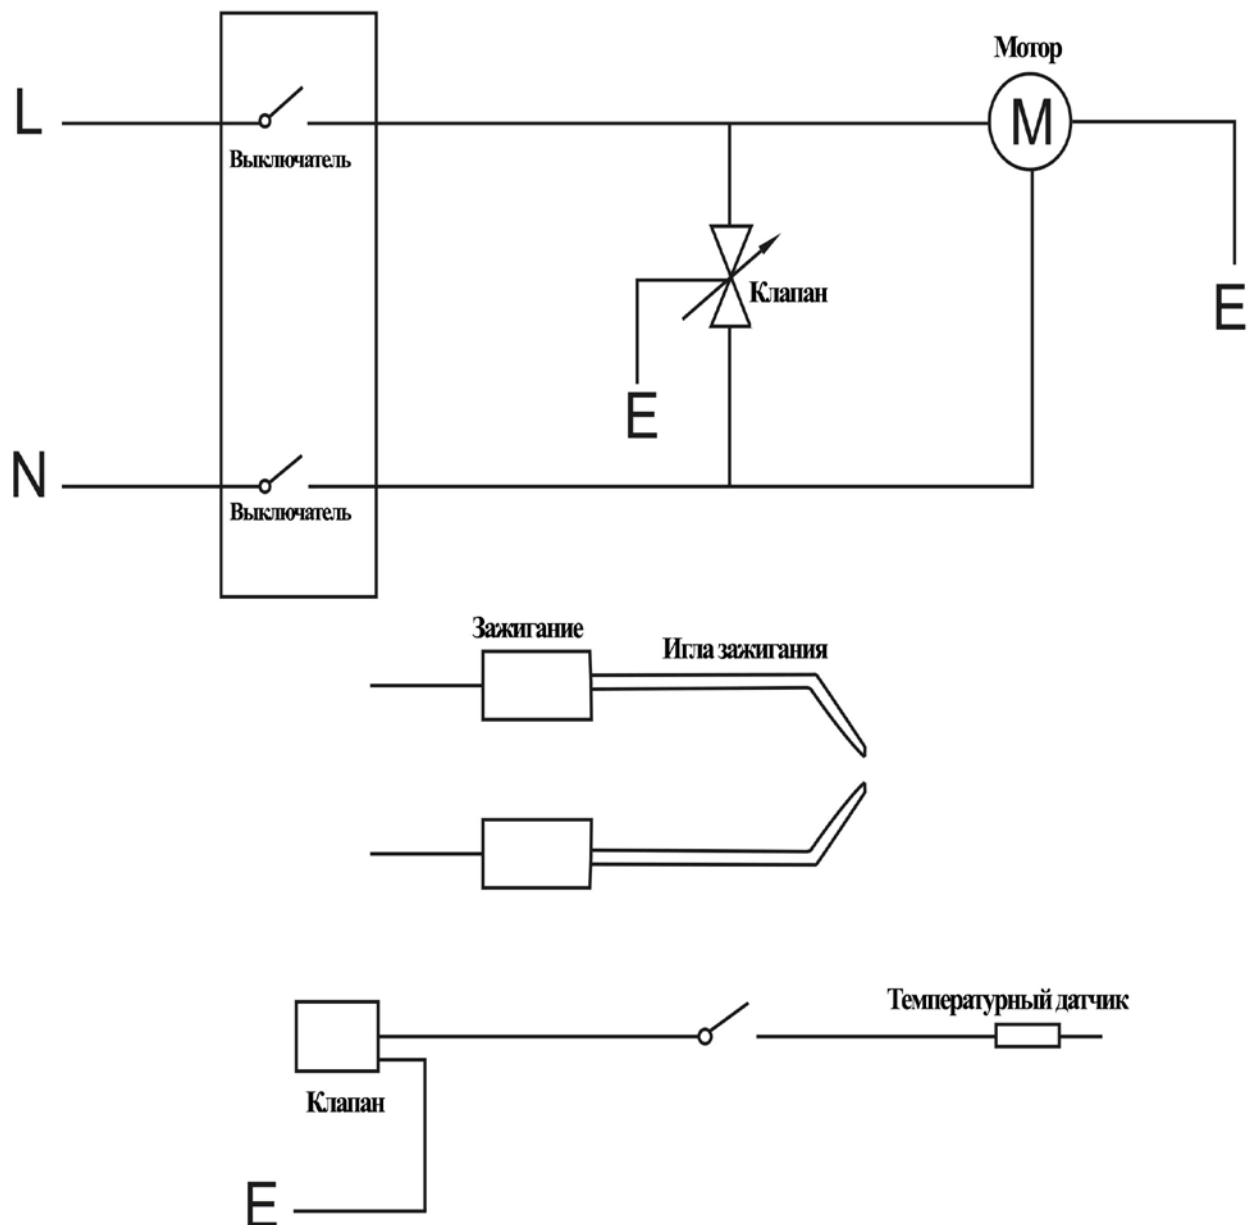 Мотор
L
M
Выключатель
Клапан
E
E
N
Выключатель
Зажигание
Игла зажигания
Температурный датчик
Клапан
E